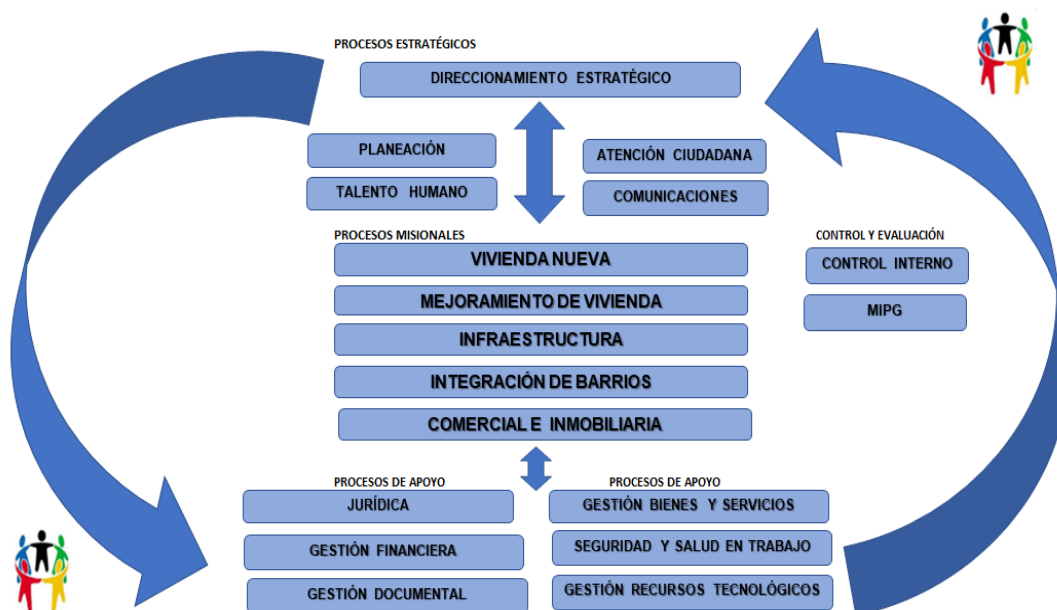 PROCESOS ESTRATÉGICOS
DIRECCIONAMIENTO ESTRATÉGICO
PLANEACIÓN
TALENTO HUMANO
ATENCIÓN CIUDADANA
COMUNICACIONES
PROCESOS MISIONALES
VIVIENDA NUEVA
MEJORAMIENTO DE VIVIENDA
INFRAESTRUCTURA
INTEGRACIÓN DE BARRIOS
COMERCIAL E INMOBILIARIA
CONTROL Y EVALUACIÓN
CONTROL INTERNO
MIPG
PROCESOS DE APOYO
JURÍDICA
GESTIÓN FINANCIERA
GESTIÓN DOCUMENTAL
PROCESOS DE APOYO
GESTIÓN BIENES Y SERVICIOS
SEGURIDAD Y SALUD EN TRABAJO
GESTIÓN RECURSOS TECNOLÓGICOS